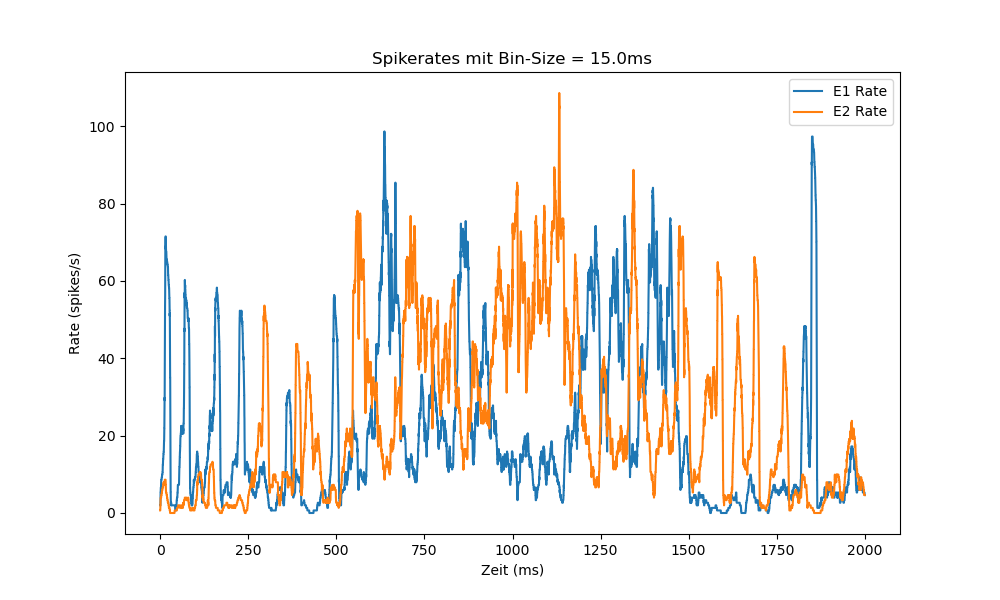 Spikerates mit Bin-Size = 15.0ms
E1 Rate
E2 Rate
Rate (spikes/s)
100
80
60
40
20
0
0 250 500 750 1000 1250 1500 1750 2000
Zeit (ms)